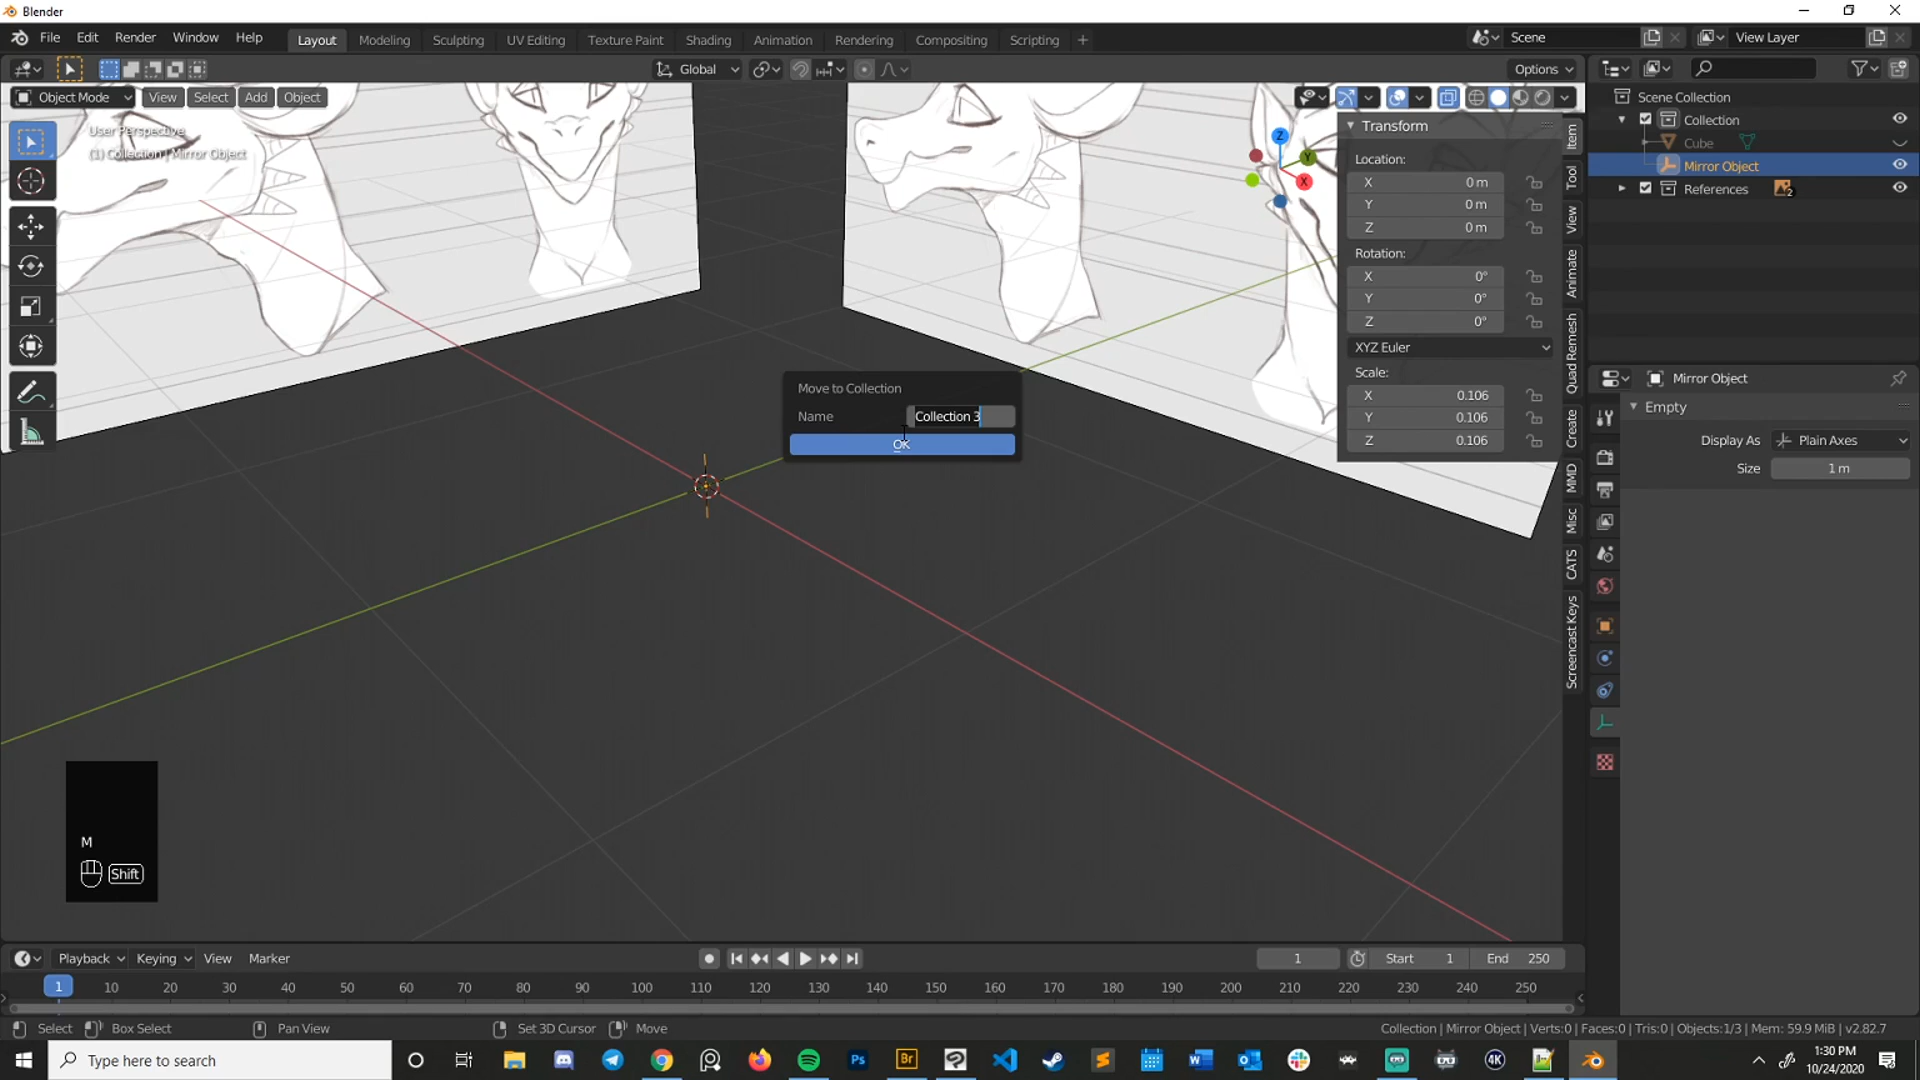 Blender
File Edit Render Window Help
Layout Modeling Sculpting UV Editing Texture Paint Shading Animation Rendering Compositing Scripting +
Scene
View Layer
Global
Options
Object Mode View Select Add Object
User Perspective
(1) Collection | Mirror Object
Z
Y
X
Transform
Location:
X 0 m
Y 0 m
Z 0 m
Rotation:
X 0°
Y 0°
Z 0°
XYZ Euler
Scale:
X 0.106
Y 0.106
Z 0.106
Item
Tool
View
Animate
Quad Remesh
Create
MMD
Misc
CATS
Screencast Keys
Scene Collection
Collection
Cube
Mirror Object
References 2
Mirror Object
Empty
Display As Plain Axes
Size 1 m
Move to Collection
Name Collection 3
OK
M
Shift
Playback Keying View Marker
1 Start 1 End 250
1 10 20 30 40 50 60 70 80 90 100 110 120 130 140 150 160 170 180 190 200 210 220 230 240 250
Select Box Select Pan View Set 3D Cursor Move
Collection | Mirror Object | Verts:0 | Faces:0 | Tris:0 | Objects:1/3 | Mem: 59.9 MiB | v2.82.7
Type here to search
Ps
Br
4K
1:30 PM
10/24/2020